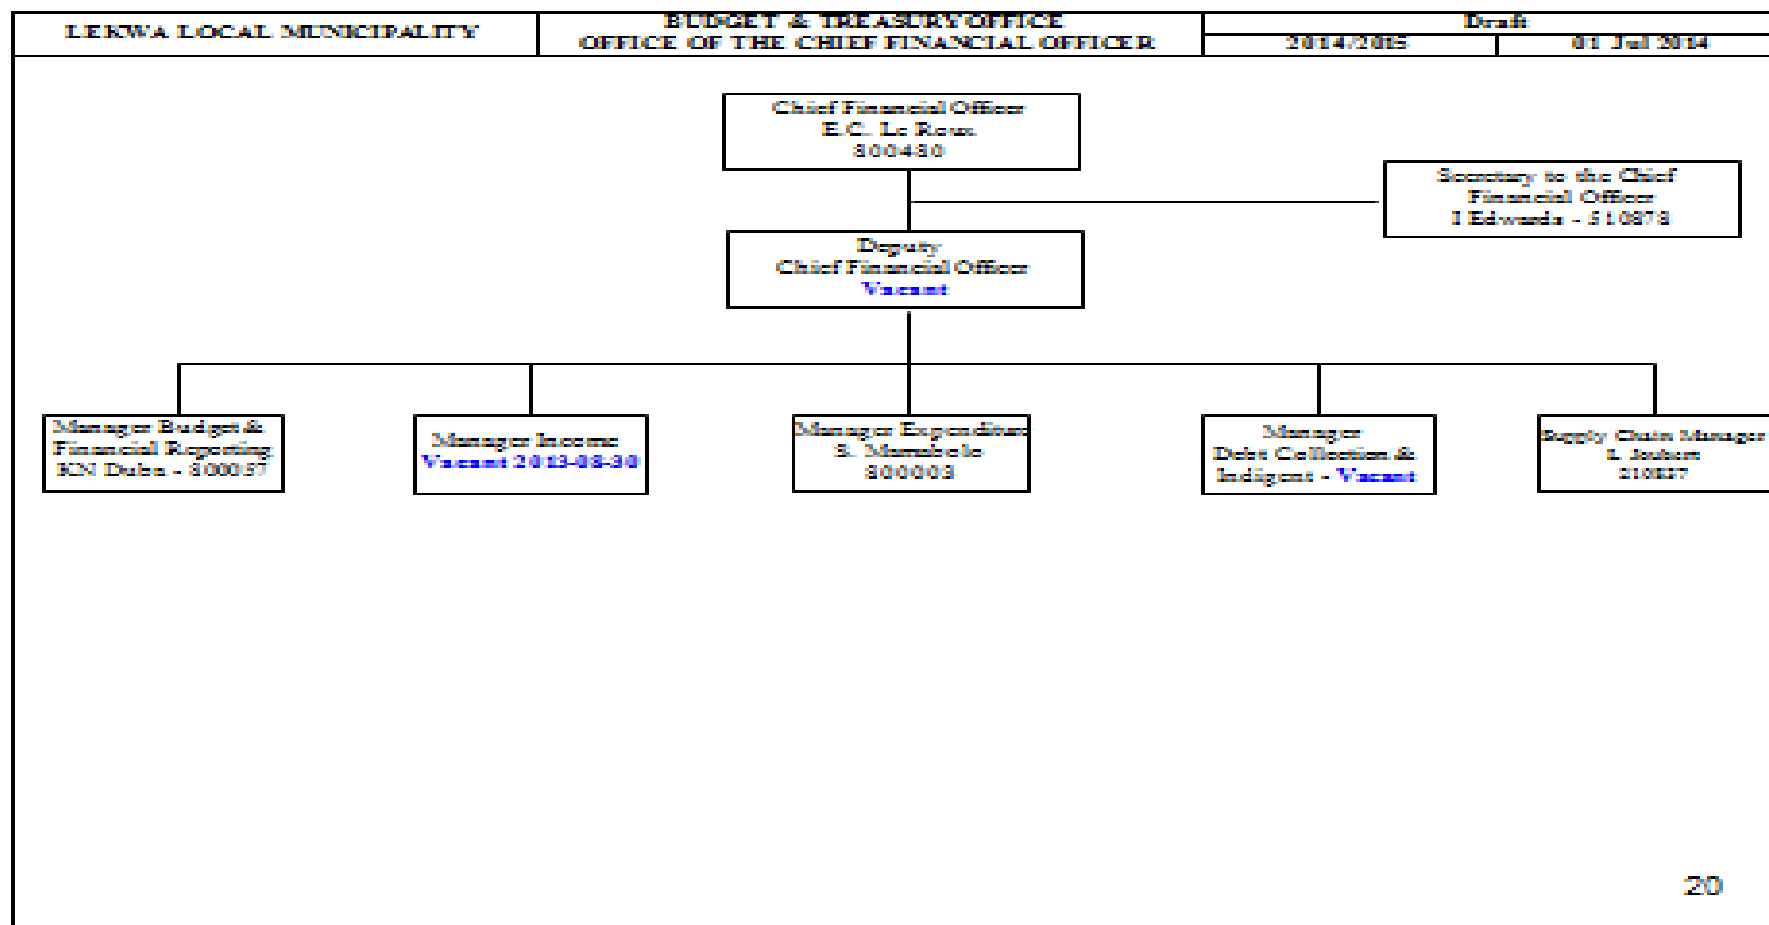 LEKWA LOCAL MUNICIPALITY
BUDGET & TREASURY OFFICE
OFFICE OF THE CHIEF FINANCIAL OFFICER
Draft
2014/2015
01 Jul 2014
Chief Financial Officer
E.C. Le Roux
800480
Secretary to the Chief
Financial Officer
I Edwards - 510878
Deputy
Chief Financial Officer
Vacant
Manager Budget &
Financial Reporting
KN Dube - 800057
Manager Income
Vacant 2013-08-30
Manager Expenditure
S. Mamabolo
800003
Manager
Debt Collection &
Indigent - Vacant
Supply Chain Manager
L Joubert
20